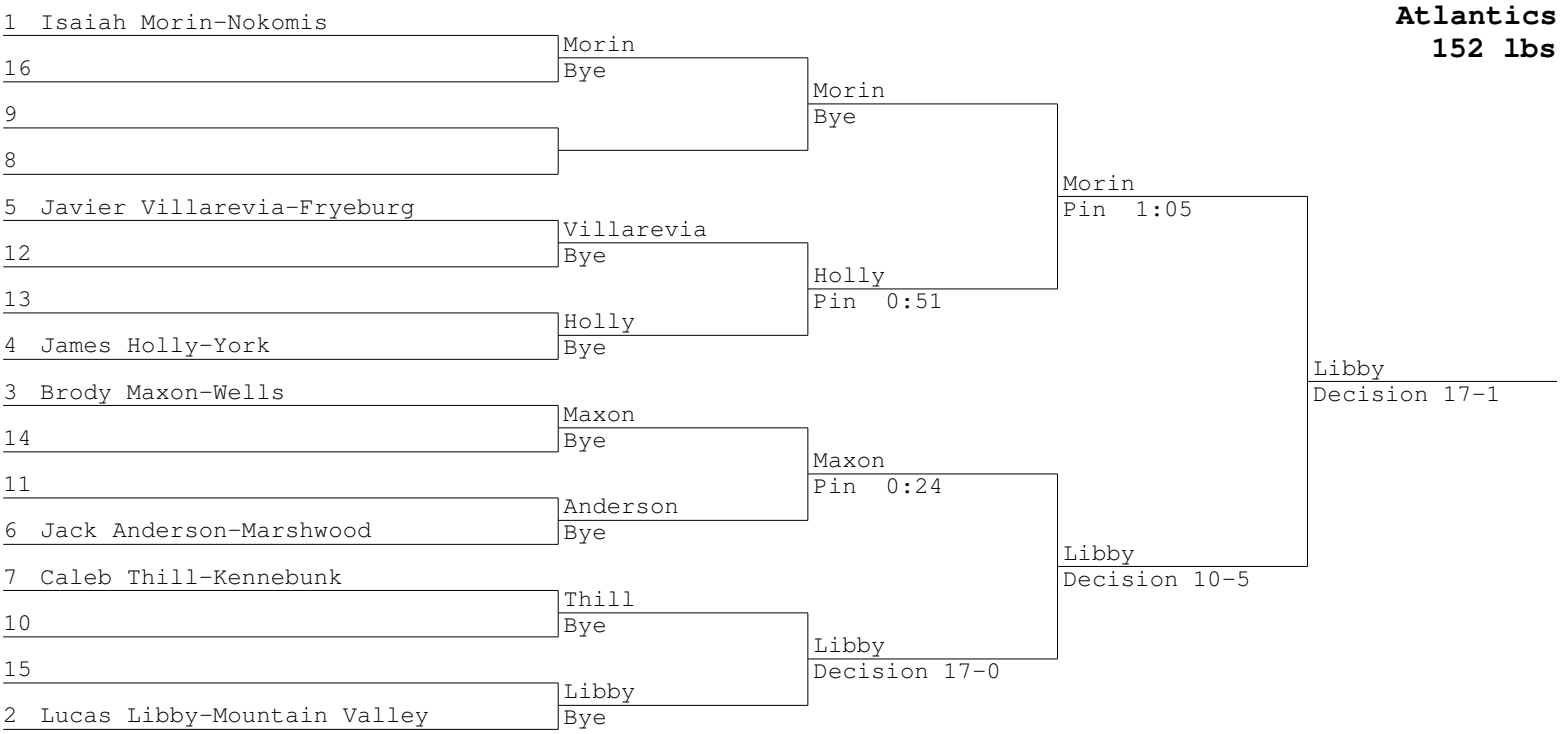 Atlantics
152 lbs
1 Isaiah Morin-Nokomis
16
9
8
5 Javier Villarevia-Fryeburg
12
13
4 James Holly-York
3 Brody Maxon-Wells
14
11
6 Jack Anderson-Marshwood
7 Caleb Thill-Kennebunk
10
15
2 Lucas Libby-Mountain Valley
Morin
Bye
Villarevia
Bye
Holly
Bye
Maxon
Bye
Anderson
Bye
Thill
Bye
Libby
Bye
Morin
Bye
Holly
Pin 0:51
Maxon
Pin 0:24
Libby
Decision 17-0
Morin
Pin 1:05
Libby
Decision 10-5
Libby
Decision 17-1